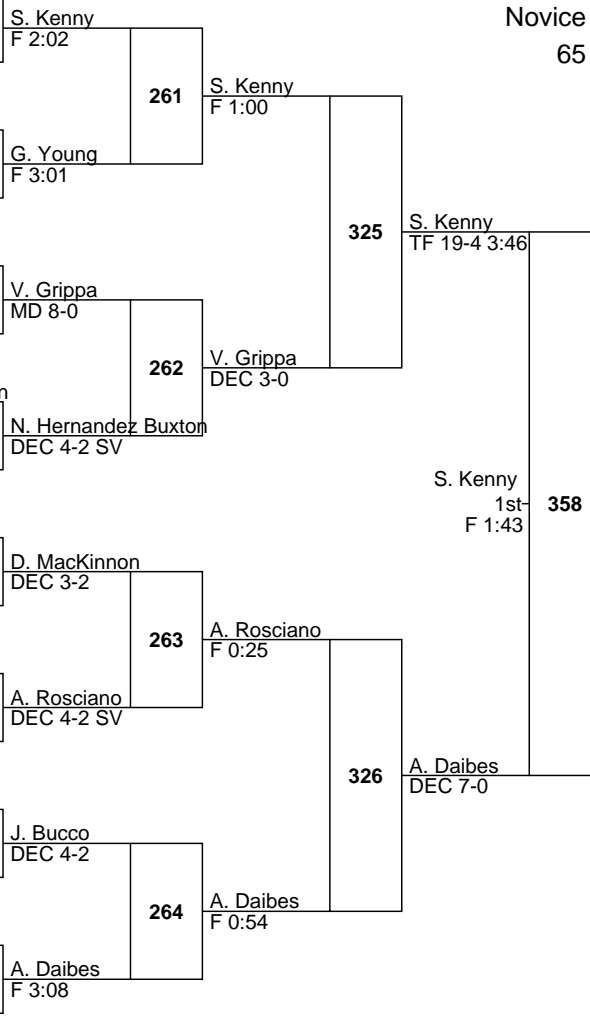 Novice
65
S. Kenny
F 2:02
261
S. Kenny
F 1:00
G. Young
F 3:01
325
S. Kenny
TF 19-4 3:46
V. Grippa
MD 8-0
262
V. Grippa
DEC 3-0
n
N. Hernandez Buxton
DEC 4-2 SV
S. Kenny
1st
F 1:43
358
D. MacKinnon
DEC 3-2
263
A. Rosciano
F 0:25
A. Rosciano
DEC 4-2 SV
326
A. Daibes
DEC 7-0
J. Bucco
DEC 4-2
264
A. Daibes
F 0:54
A. Daibes
F 3:08